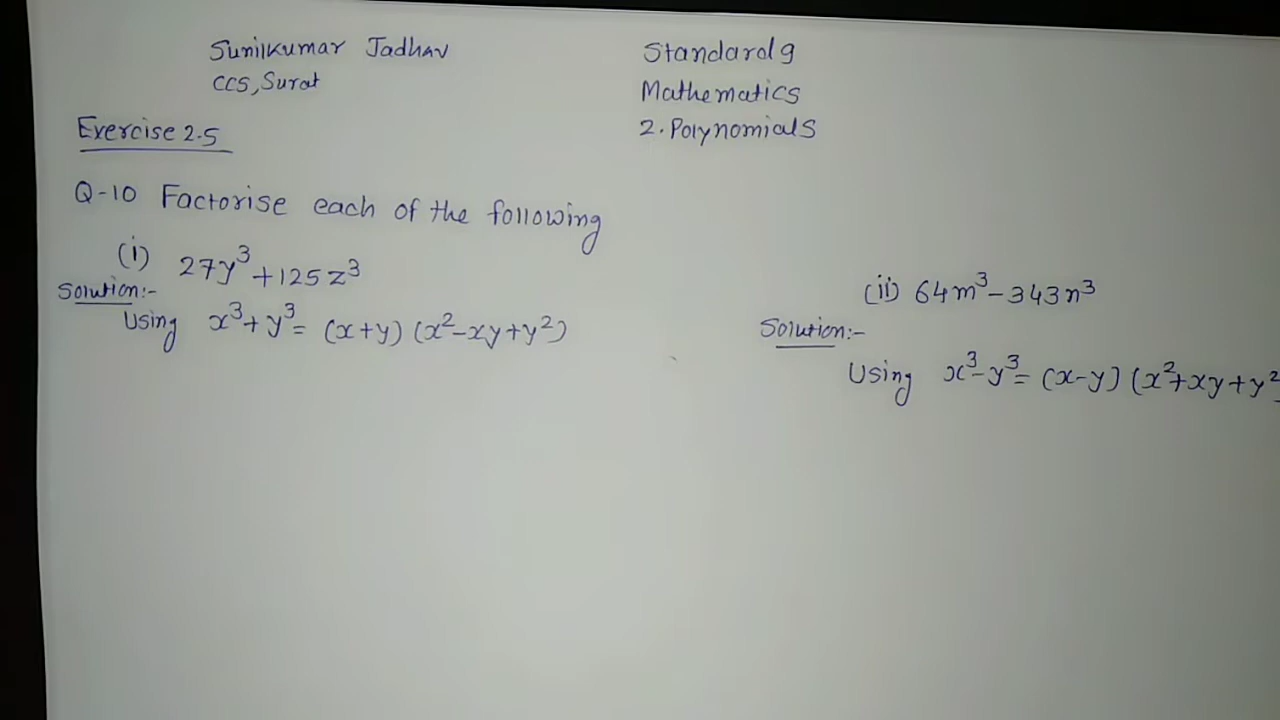 Sunilkumar Jadhav
CCS, Surat
Standard 9
Mathematics
2. Polynomials
Exercise 2.5
Q-10 Factorise each of the following
(i) 27y³+125z³
Solution:-
Using x³+y³= (x+y) (x²-xy+y²)
(ii) 64m³-343n³
Solution:-
Using x³-y³= (x-y) (x²+xy+y²